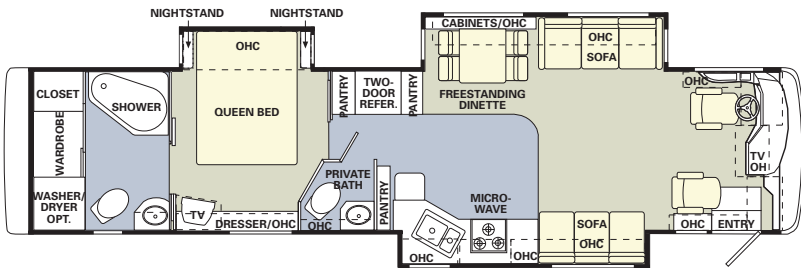 NIGHTSTAND NIGHTSTAND
CABINETS/OHC
OHC
OHC
SOFA
CLOSET
SHOWER
QUEEN BED
PANTRY
TWO-
DOOR
REFER.
PANTRY
FREESTANDING
DINETTE
OHC
WARDROBE
TV
OH
PRIVATE
BATH
PANTRY
WASHER/
DRYER
OPT.
MICRO-
WAVE
AL
DRESSER/OHC
OHC
SOFA
OHC
OHC
ENTRY
OHC
OHC